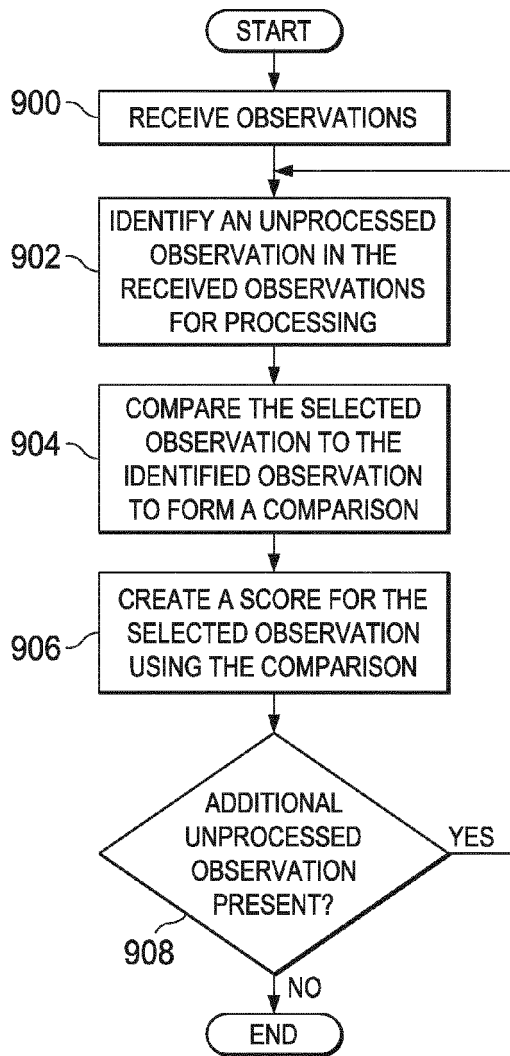 START
900
RECEIVE OBSERVATIONS
902
IDENTIFY AN UNPROCESSED
OBSERVATION IN THE
RECEIVED OBSERVATIONS
FOR PROCESSING
904
COMPARE THE SELECTED
OBSERVATION TO THE
IDENTIFIED OBSERVATION
TO FORM A COMPARISON
906
CREATE A SCORE FOR THE
SELECTED OBSERVATION
USING THE COMPARISON
ADDITIONAL
UNPROCESSED
OBSERVATION
PRESENT?
YES
908
NO
END